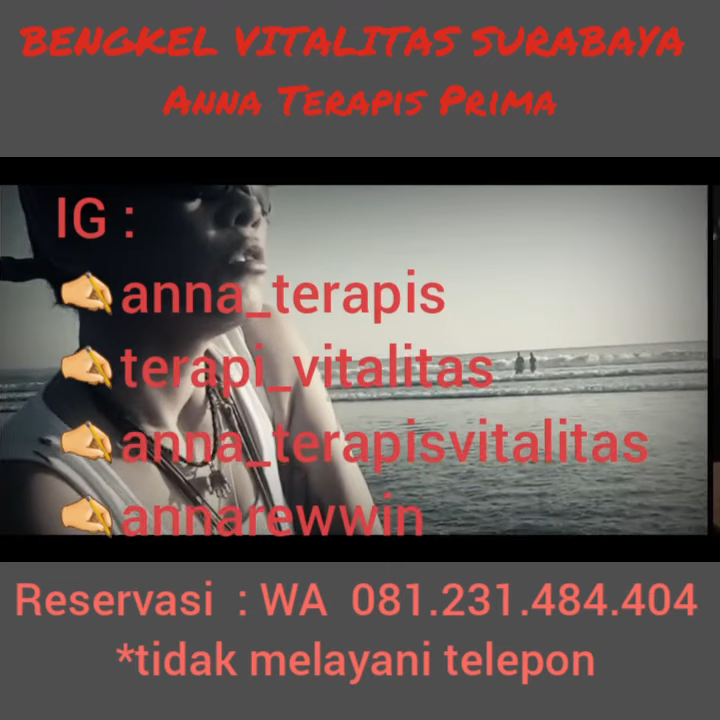 BENGKEL VITALITAS SURABAYA
ANNA TERAPIS PRIMA
IG :
✍anna_terapis
✍terapi_vitalitas
✍anna_terapisvitalitas
✍annarewwin
Reservasi : WA 081.231.484.404
*tidak melayani telepon